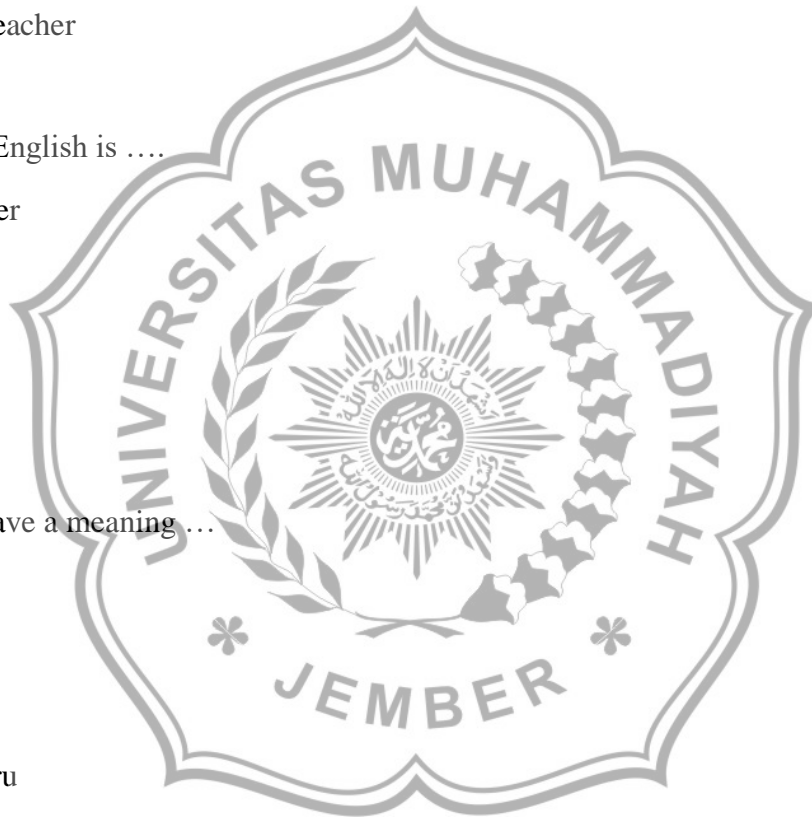 eacher
English is ….
er
UNIVERSITAS MUHAMMADIYAH
ave a meaning …
JEMBER
ru